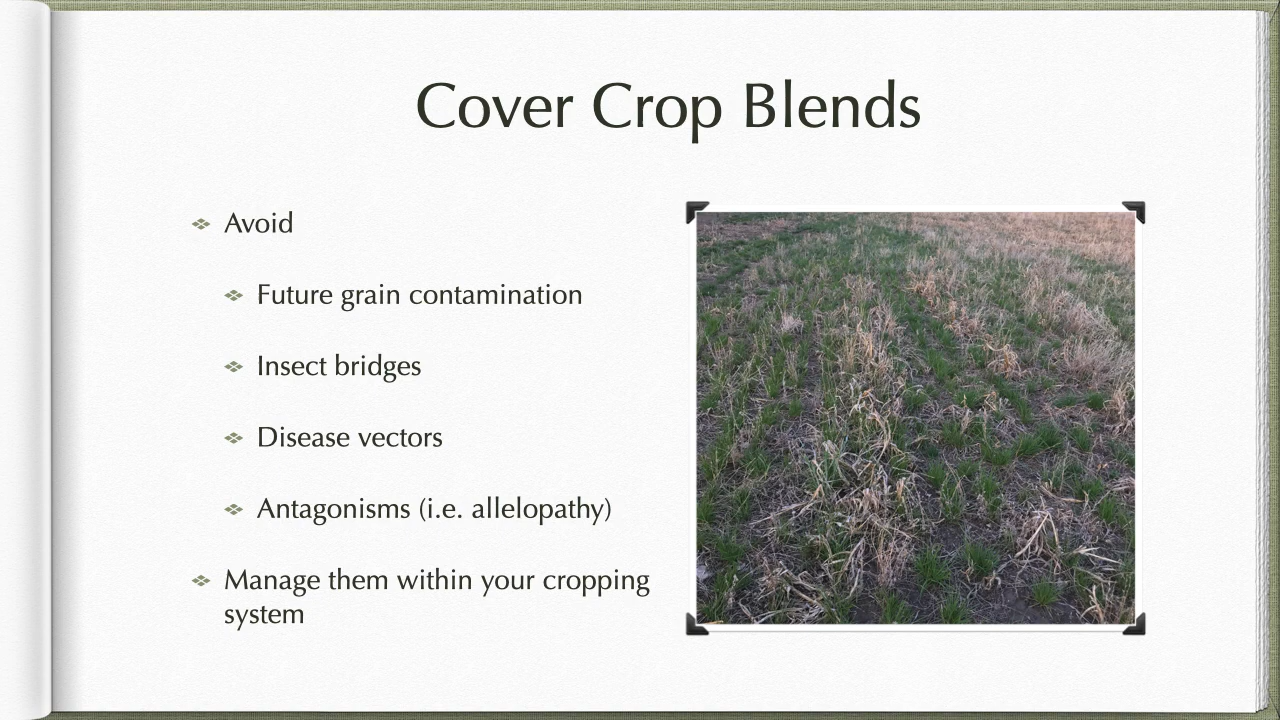 Cover Crop Blends
Avoid
Future grain contamination
Insect bridges
Disease vectors
Antagonisms (i.e. allelopathy)
Manage them within your cropping
system